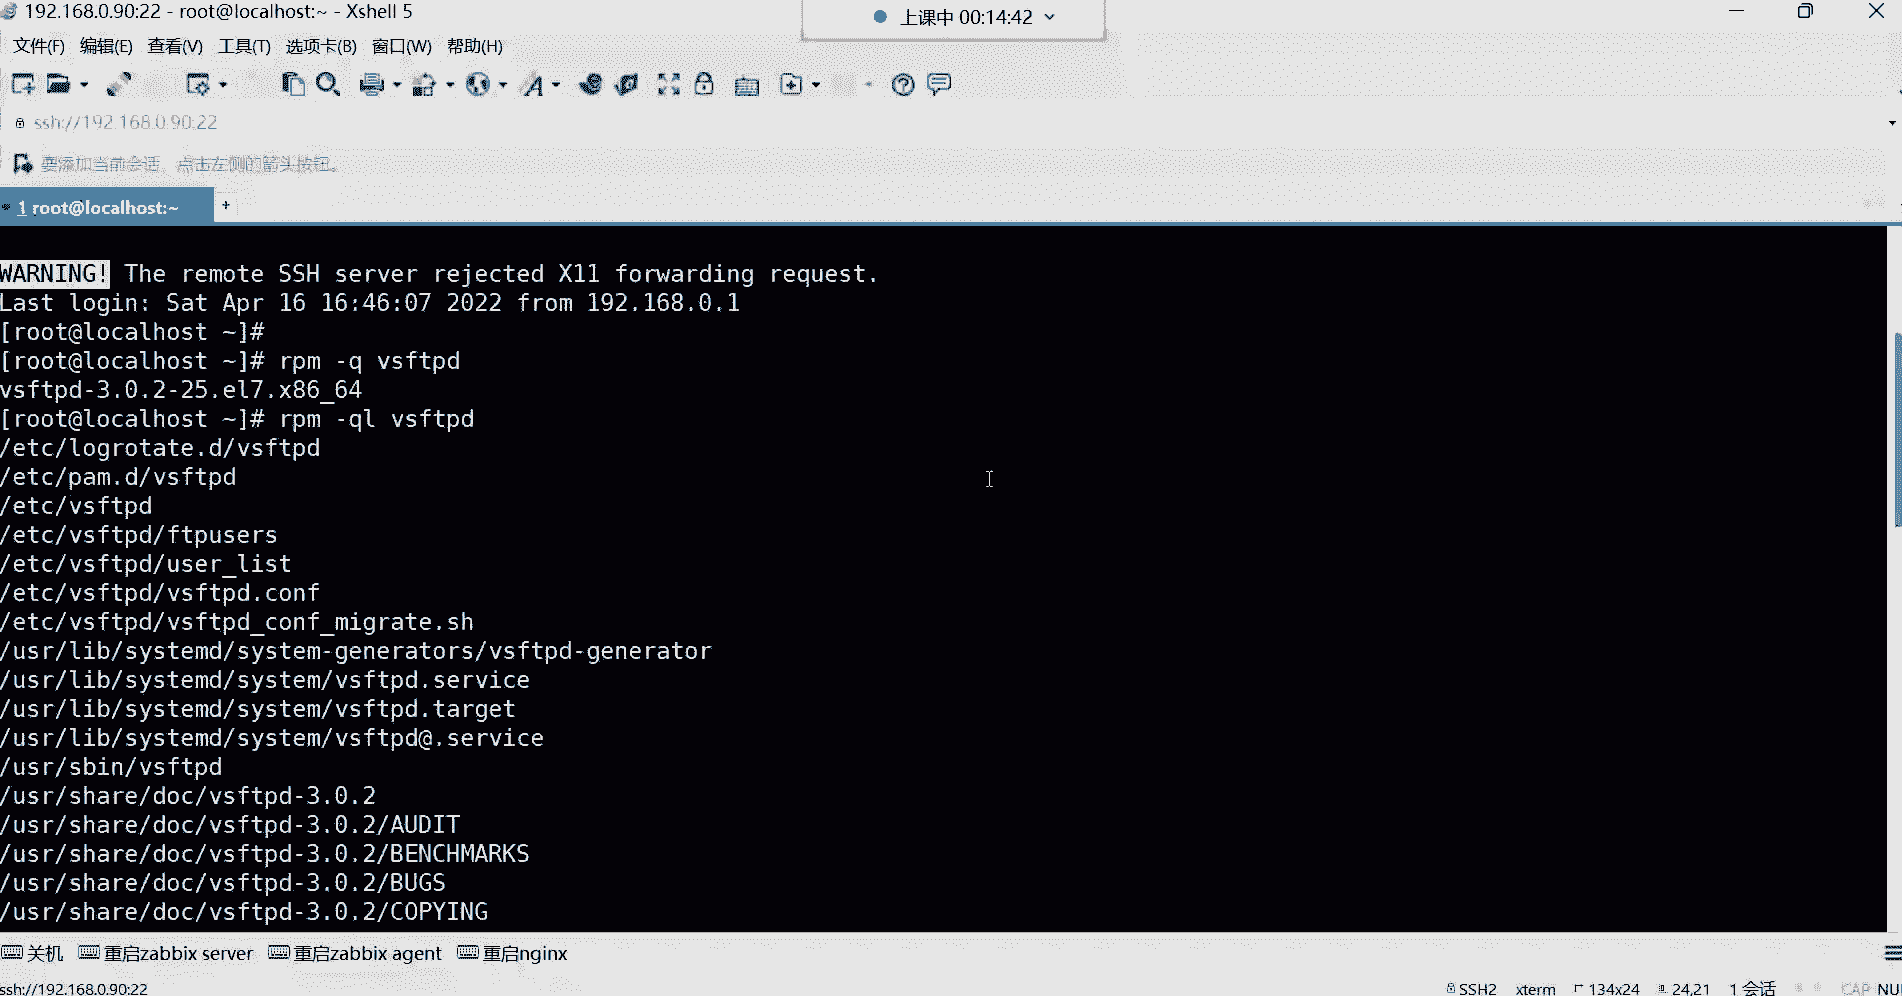 192.168.0.90:22 - root@localhost:~ - Xshell 5
上课中 00:14:42
文件(F) 编辑(E) 查看(V) 工具(T) 选项卡(B) 窗口(W) 帮助(H)
ssh://192.168.0.90:22
要添加当前会话，点击左侧的箭头按钮。
1 root@localhost:~ +
WARNING! The remote SSH server rejected X11 forwarding request.
Last login: Sat Apr 16 16:46:07 2022 from 192.168.0.1
[root@localhost ~]#
[root@localhost ~]# rpm -q vsftpd
vsftpd-3.0.2-25.el7.x86_64
[root@localhost ~]# rpm -ql vsftpd
/etc/logrotate.d/vsftpd
/etc/pam.d/vsftpd
/etc/vsftpd
/etc/vsftpd/ftpusers
/etc/vsftpd/user_list
/etc/vsftpd/vsftpd.conf
/etc/vsftpd/vsftpd_conf_migrate.sh
/usr/lib/systemd/system-generators/vsftpd-generator
/usr/lib/systemd/system/vsftpd.service
/usr/lib/systemd/system/vsftpd.target
/usr/lib/systemd/system/vsftpd@.service
/usr/sbin/vsftpd
/usr/share/doc/vsftpd-3.0.2
/usr/share/doc/vsftpd-3.0.2/AUDIT
/usr/share/doc/vsftpd-3.0.2/BENCHMARKS
/usr/share/doc/vsftpd-3.0.2/BUGS
/usr/share/doc/vsftpd-3.0.2/COPYING
关机 重启zabbix server 重启zabbix agent 重启nginx
ssh://192.168.0.90:22 SSH2 xterm 134x24 24,21 1 会话 CAP NU